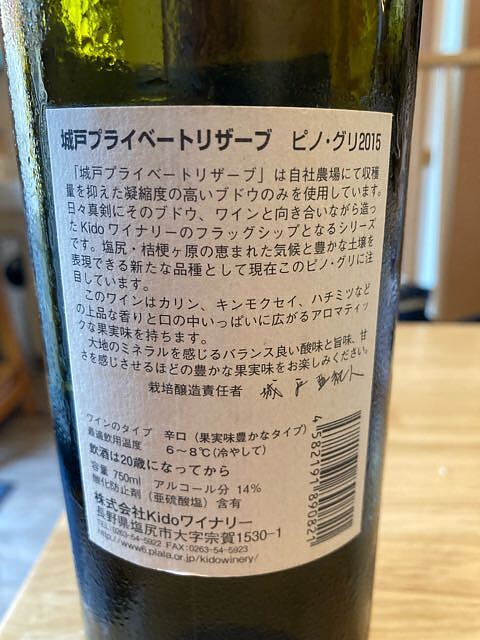 城戸プライベートリザーブ ピノ・グリ2015
「城戸プライベートリザーブ」は自社農場にて収穫
量を抑えた凝縮度の高いブドウのみを使用しています。
日々真剣にそのブドウ、ワインと向き合いながら造っ
たKidoワイナリーのフラッグシップとなるシリーズ
です。塩尻・桔梗ヶ原の恵まれた気候と豊かな土壌を
表現できる新たな品種として現在このピノ・グリに注
目しています。
このワインはカリン、キンモクセイ、ハチミツなど
の上品な香りと口の中いっぱいに広がるアロマティッ
クな果実味を持ちます。
大地のミネラルを感じるバランス良い酸味と旨味、甘
さを感じさせるほどの豊かな果実味をお楽しみください。
栽培醸造責任者 城戸亜紀人
ワインのタイプ 辛口（果実味豊かなタイプ）
最適飲用温度 6～8℃（冷やして）
飲酒は20歳になってから
容量 750ml アルコール分 14%
酸化防止剤（亜硫酸塩）含有
株式会社Kidoワイナリー
長野県塩尻市大字宗賀1530-1
TEL:0263-54-5922 FAX:0263-54-5923
http://www6.plala.or.jp/kidowinery/
4582191890821